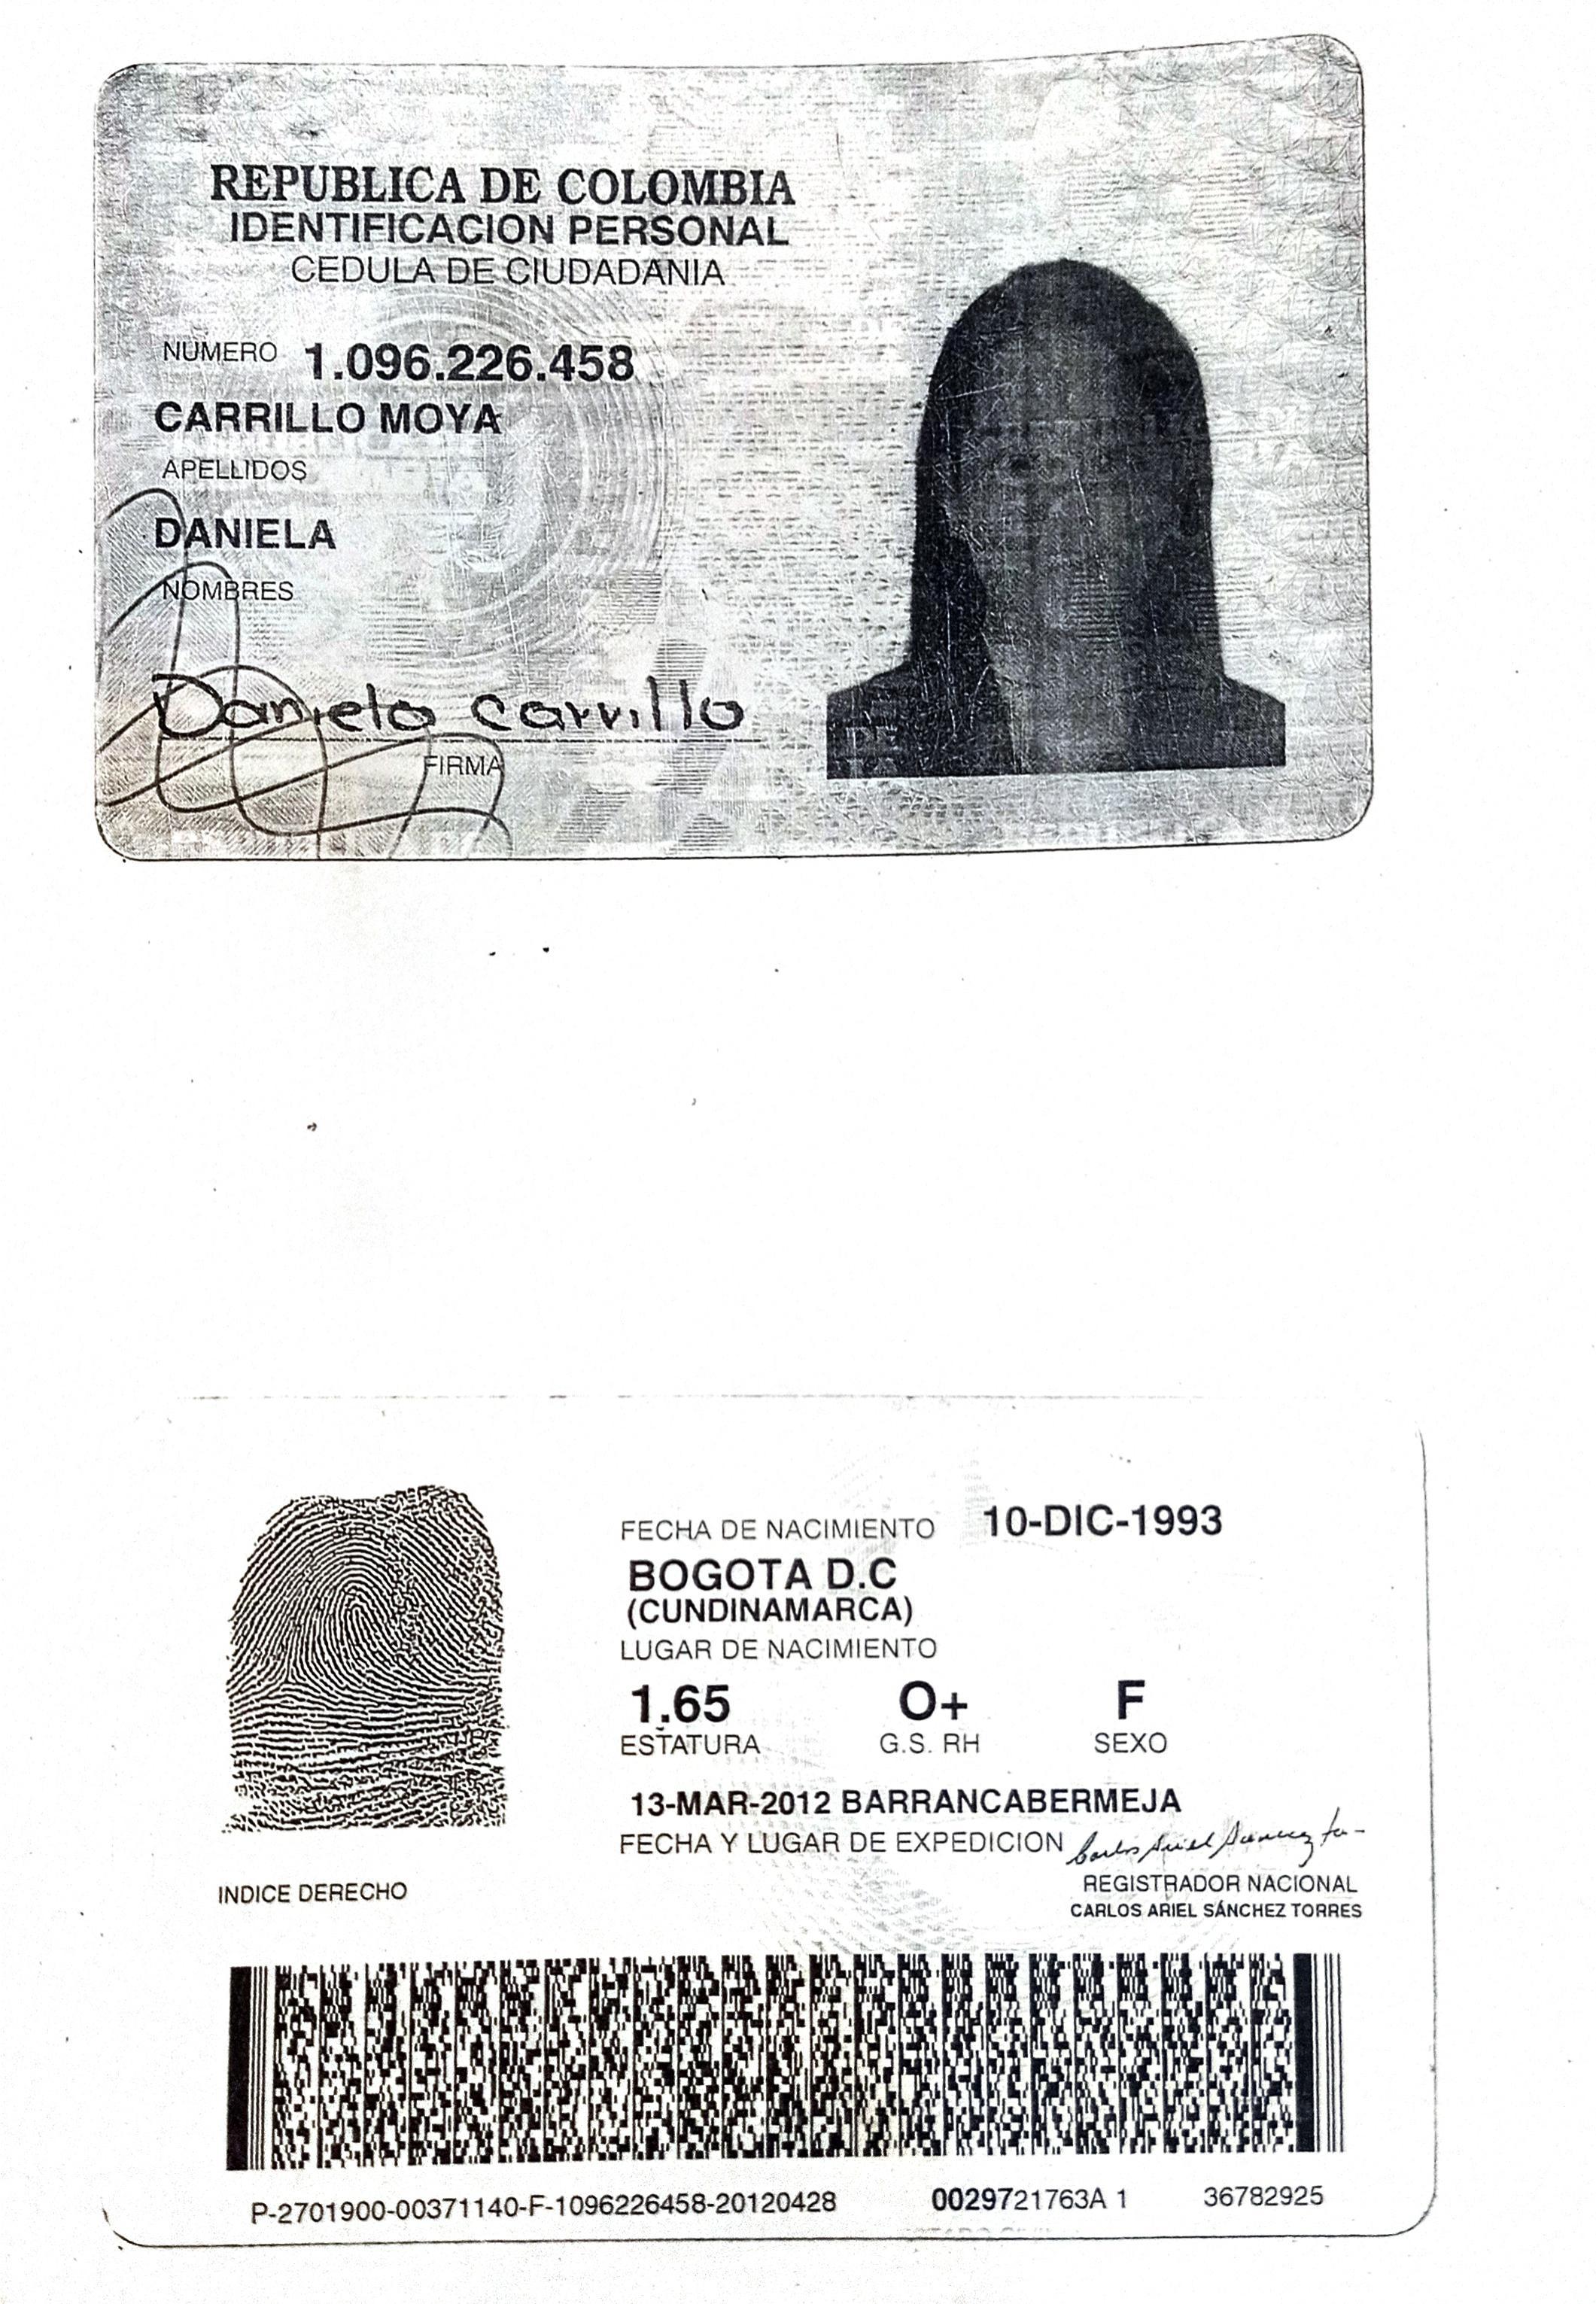 REPUBLICA DE COLOMBIA
IDENTIFICACION PERSONAL
CEDULA DE CIUDADANIA
NUMERO 1.096.226.458
CARRILLO MOYA
APELLIDOS
DANIELA
NOMBRES
Daniela Carrillo
FIRMA
FECHA DE NACIMIENTO 10-DIC-1993
BOGOTA D.C
(CUNDINAMARCA)
LUGAR DE NACIMIENTO
1.65 O+ F
ESTATURA G.S. RH SEXO
13-MAR-2012 BARRANCABERMEJA
FECHA Y LUGAR DE EXPEDICION
INDICE DERECHO
REGISTRADOR NACIONAL
CARLOS ARIEL SÁNCHEZ TORRES
P-2701900-00371140-F-1096226458-20120428 0029721763A 1 36782925